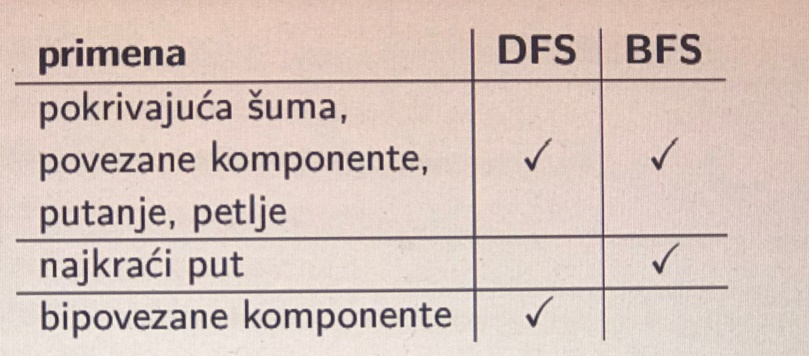 primena DFS BFS
pokrivajuća šuma,
povezane komponente, ✓ ✓
putanje, petlje
najkraći put ✓
bipovezane komponente ✓